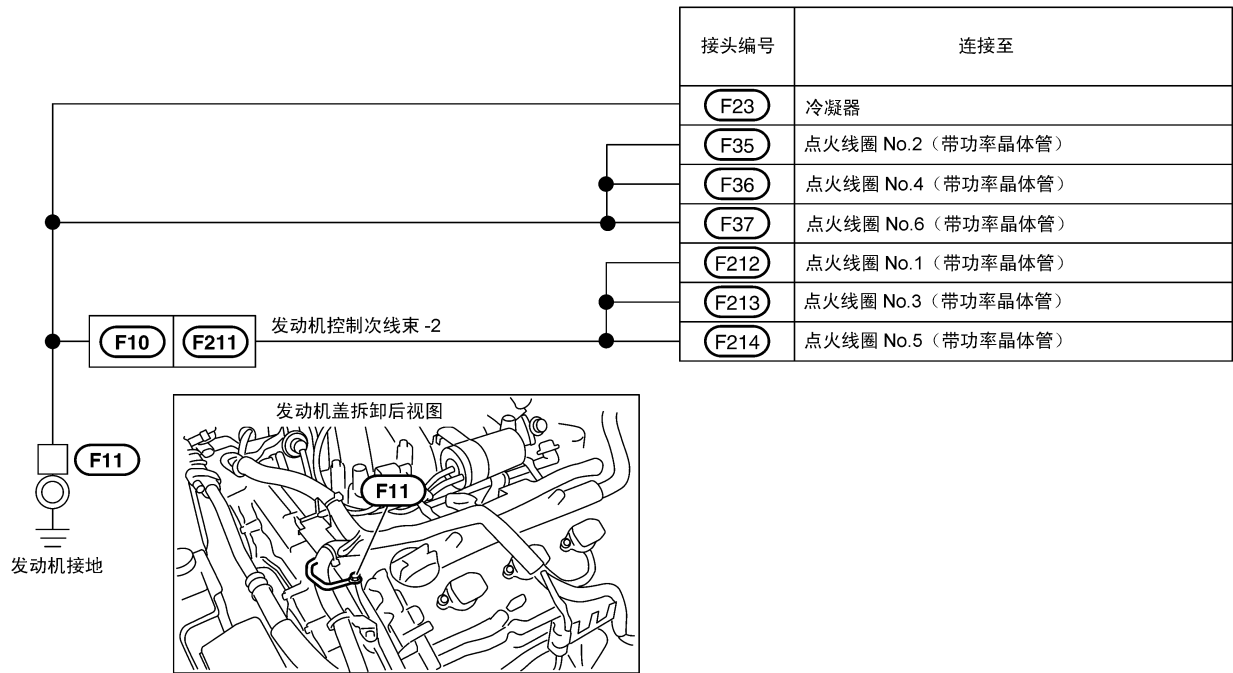 接头编号 连接至
F23 冷凝器
F35 点火线圈 No.2（带功率晶体管）
F36 点火线圈 No.4（带功率晶体管）
F37 点火线圈 No.6（带功率晶体管）
F212 点火线圈 No.1（带功率晶体管）
F213 点火线圈 No.3（带功率晶体管）
F214 点火线圈 No.5（带功率晶体管）
F10 F211 发动机控制次线束 -2
F11
发动机接地
发动机盖拆卸后视图
F11